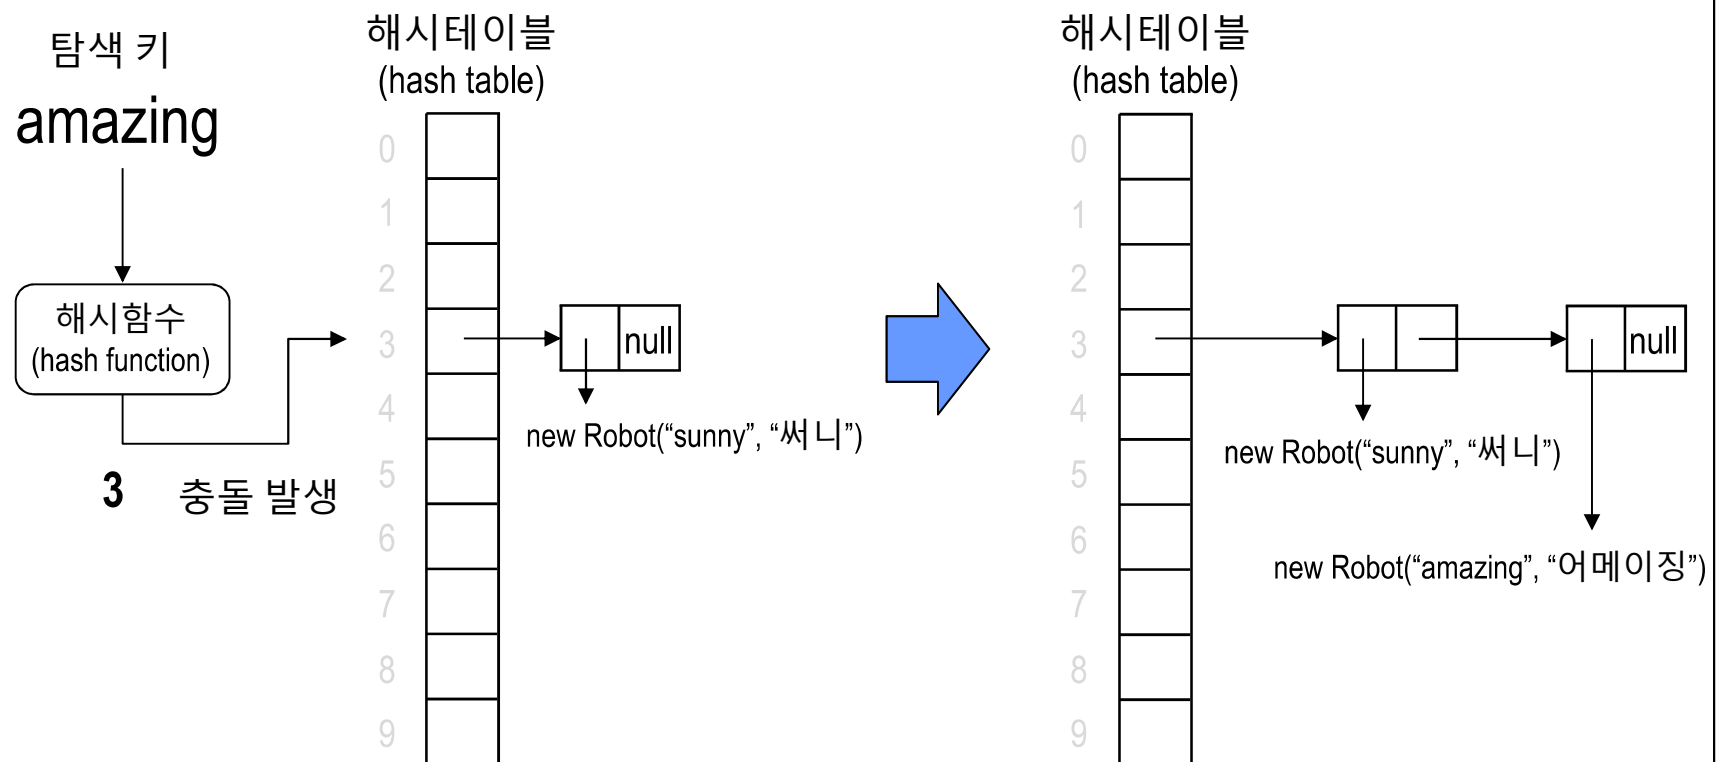 탐색 키
amazing
해시함수
(hash function)
3
충돌 발생
해시테이블
(hash table)
0
1
2
3
4
5
6
7
8
9
null
new Robot(“sunny”, “써니”)
해시테이블
(hash table)
0
1
2
3
4
5
6
7
8
9
null
new Robot(“sunny”, “써니”)
new Robot(“amazing”, “어메이징”)